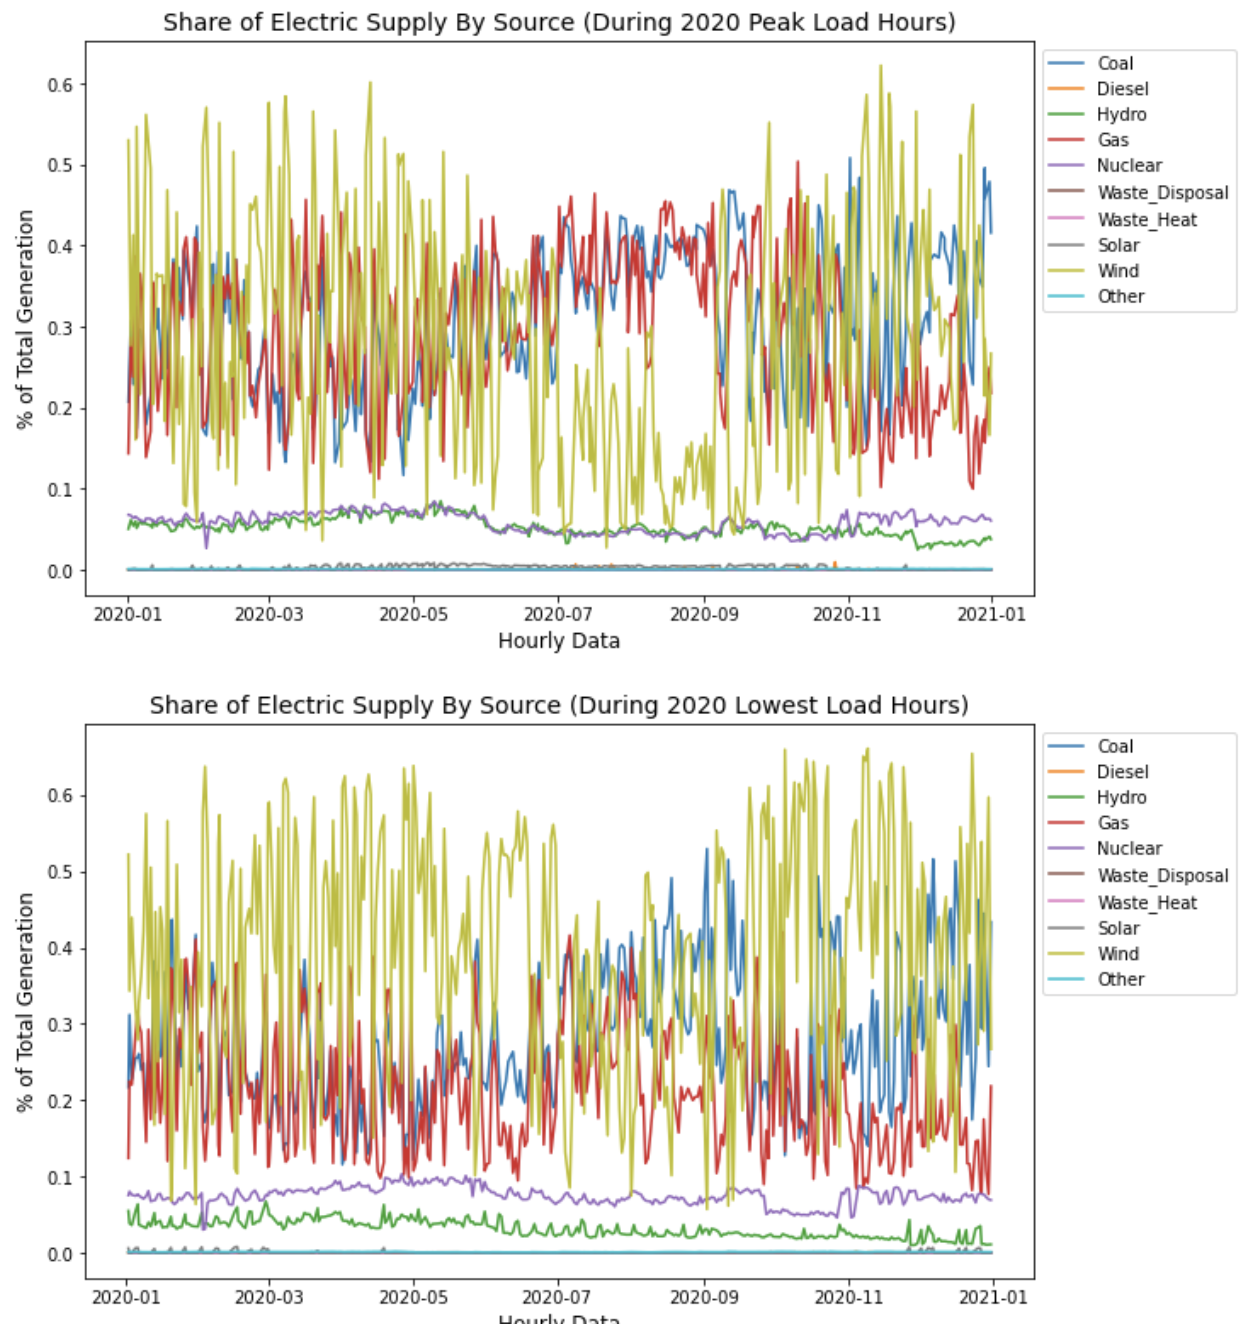 Share of Electric Supply By Source (During 2020 Peak Load Hours)
% of Total Generation
0.6
0.5
0.4
0.3
0.2
0.1
0.0
2020-01 2020-03 2020-05 2020-07 2020-09 2020-11 2021-01
Hourly Data
Coal
Diesel
Hydro
Gas
Nuclear
Waste_Disposal
Waste_Heat
Solar
Wind
Other
Share of Electric Supply By Source (During 2020 Lowest Load Hours)
% of Total Generation
0.6
0.5
0.4
0.3
0.2
0.1
0.0
2020-01 2020-03 2020-05 2020-07 2020-09 2020-11 2021-01
Hourly Data
Coal
Diesel
Hydro
Gas
Nuclear
Waste_Disposal
Waste_Heat
Solar
Wind
Other